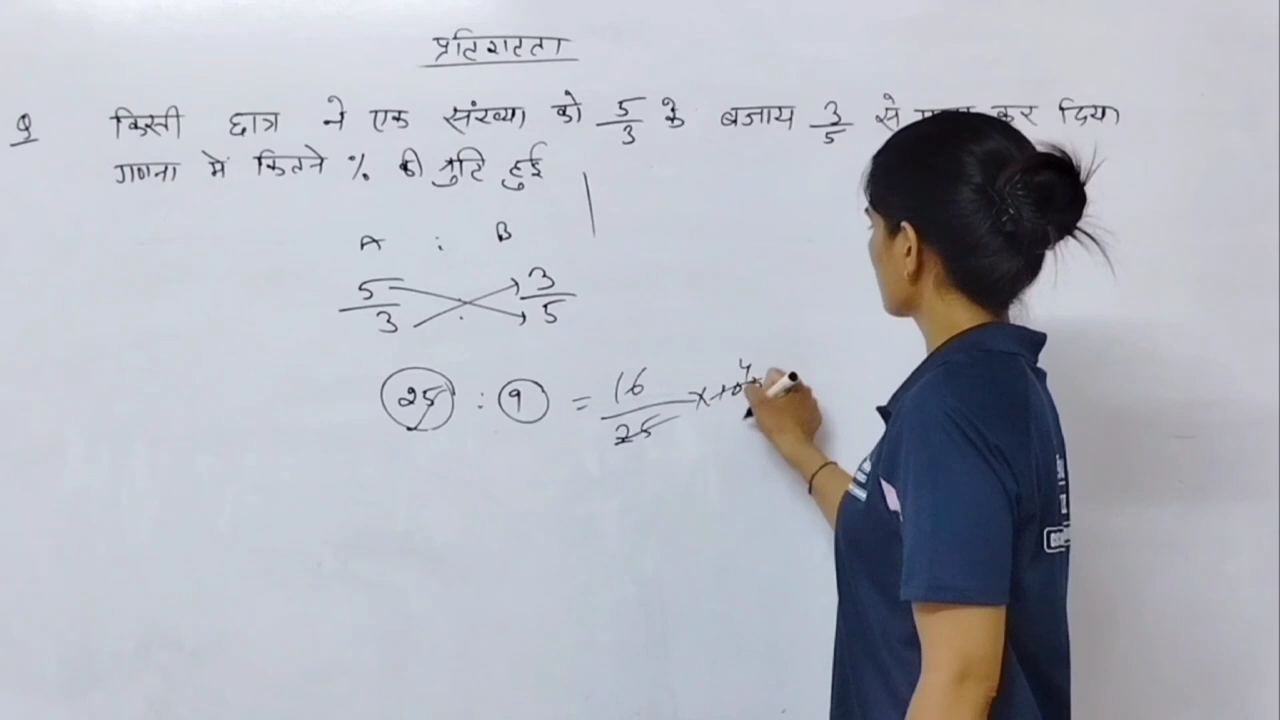 प्रतिशतता
Q किसी छात्र ने एक संख्या को 5/3 के बजाय 3/5 से कर दिया
गणना में कितने % की त्रुटि हुई
A : B
5/3 3/5
25 : 9 = 16/25 × 100 4